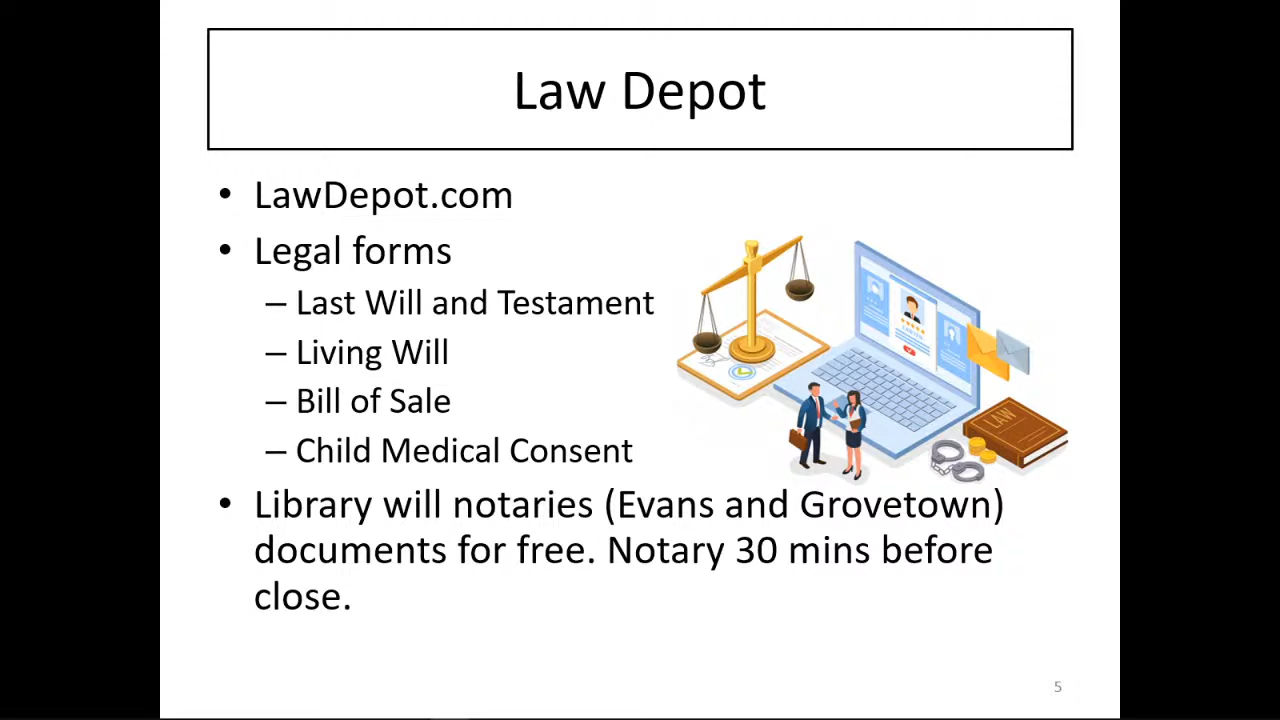 Law Depot
• LawDepot.com
• Legal forms
– Last Will and Testament
– Living Will
– Bill of Sale
– Child Medical Consent
LAW
• Library will notaries (Evans and Grovetown)
documents for free. Notary 30 mins before
close.
5